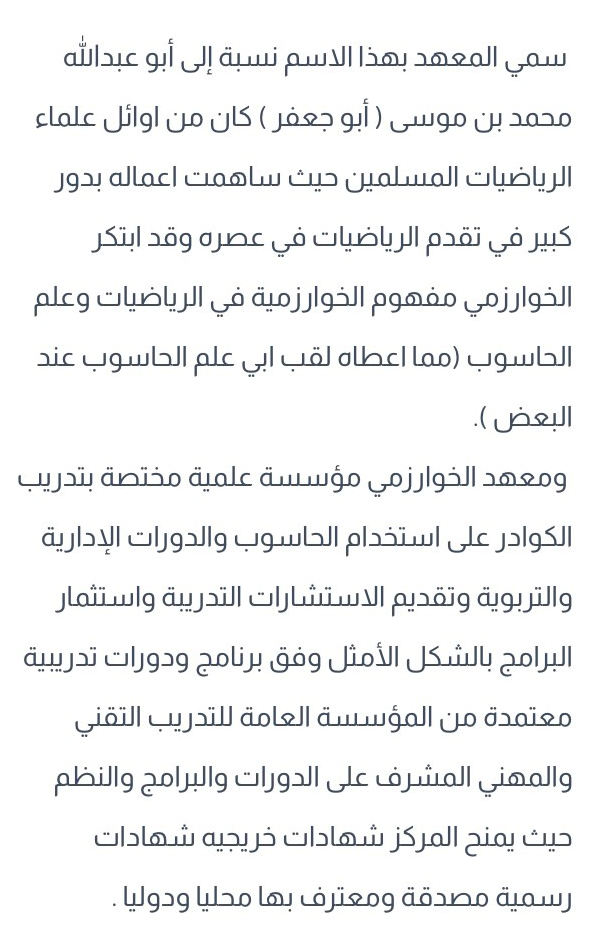 سمي المعهد بهذا الاسم نسبة إلى أبو عبدالله
محمد بن موسى ( أبو جعفر ) كان من اوائل علماء
الرياضيات المسلمين حيث ساهمت اعماله بدور
كبير في تقدم الرياضيات في عصره وقد ابتكر
الخوارزمي مفهوم الخوارزمية في الرياضيات وعلم
الحاسوب (مما اعطاه لقب ابي علم الحاسوب عند
البعض ).
ومعهد الخوارزمي مؤسسة علمية مختصة بتدريب
الكوادر على استخدام الحاسوب والدورات الإدارية
والتربوية وتقديم الاستشارات التدريبة واستثمار
البرامج بالشكل الأمثل وفق برنامج ودورات تدريبية
معتمدة من المؤسسة العامة للتدريب التقني
والمهني المشرف على الدورات والبرامج والنظم
حيث يمنح المركز شهادات خريجيه شهادات
رسمية مصدقة ومعترف بها محليا ودوليا .